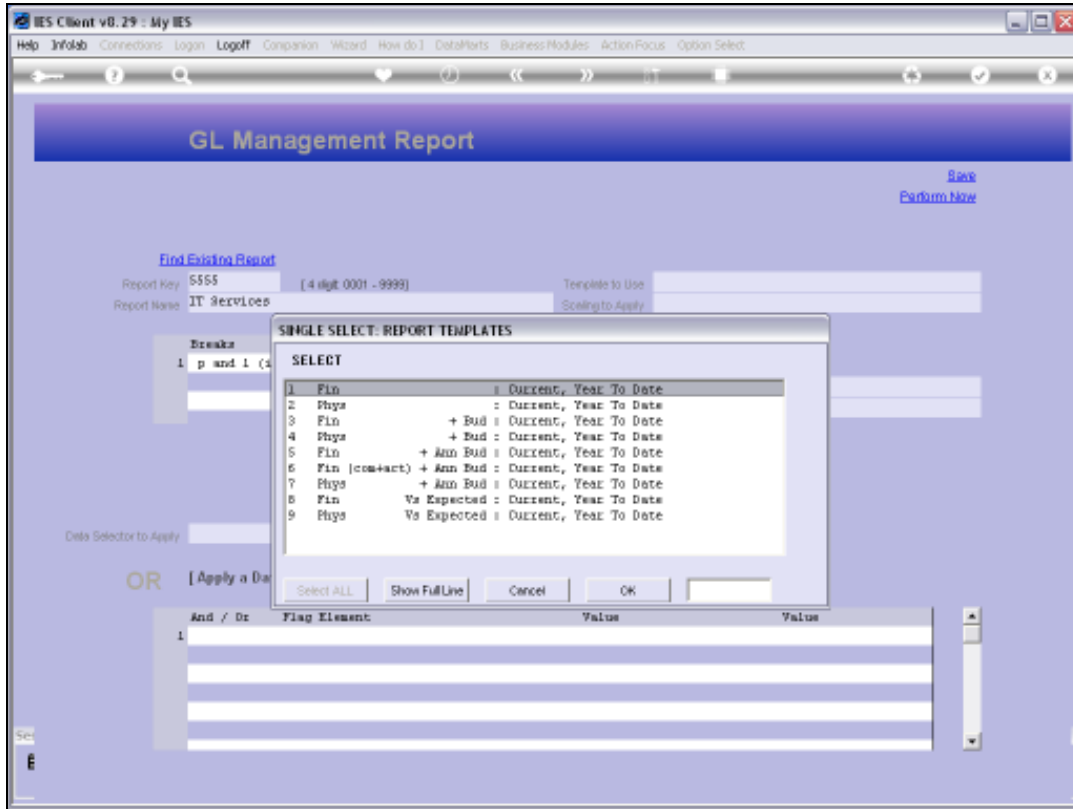 IES Client v8.29 : My IES
Help Infolab Connections Logon Logoff Companion Wizard How do I DataMarts Business Modules Action Focus Option Select
GL Management Report
Save
Perform Now
Find Existing Report
Report Key 5555 [4 digit: 0001 - 9999] Template to Use
Report Name IT Services Scaling to Apply
SINGLE SELECT: REPORT TEMPLATES
Breaks
1 p and l (i
SELECT
1 Fin : Current, Year To Date
2 Phys : Current, Year To Date
3 Fin + Bud : Current, Year To Date
4 Phys + Bud : Current, Year To Date
5 Fin + Ann Bud : Current, Year To Date
6 Fin (com+act) + Ann Bud : Current, Year To Date
7 Phys + Ann Bud : Current, Year To Date
8 Fin Vs Expected : Current, Year To Date
9 Phys Vs Expected : Current, Year To Date
Data Selector to Apply
OR [ Apply a Da
Select ALL Show Full Line Cancel OK
And / Or Flag Element Value Value
1